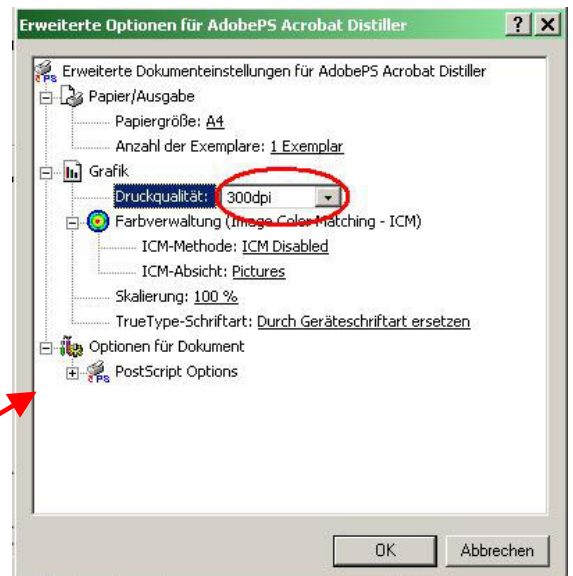 Erweiterte Optionen für AdobePS Acrobat Distiller
Erweiterte Dokumenteinstellungen für AdobePS Acrobat Distiller
Papier/Ausgabe
Papiergröße: A4
Anzahl der Exemplare: 1 Exemplar
Grafik
Druckqualität: 300dpi
Farbverwaltung (Image Color Matching - ICM)
ICM-Methode: ICM Disabled
ICM-Absicht: Pictures
Skalierung: 100 %
TrueType-Schriftart: Durch Geräteschriftart ersetzen
Optionen für Dokument
PostScript Options
OK Abbrechen